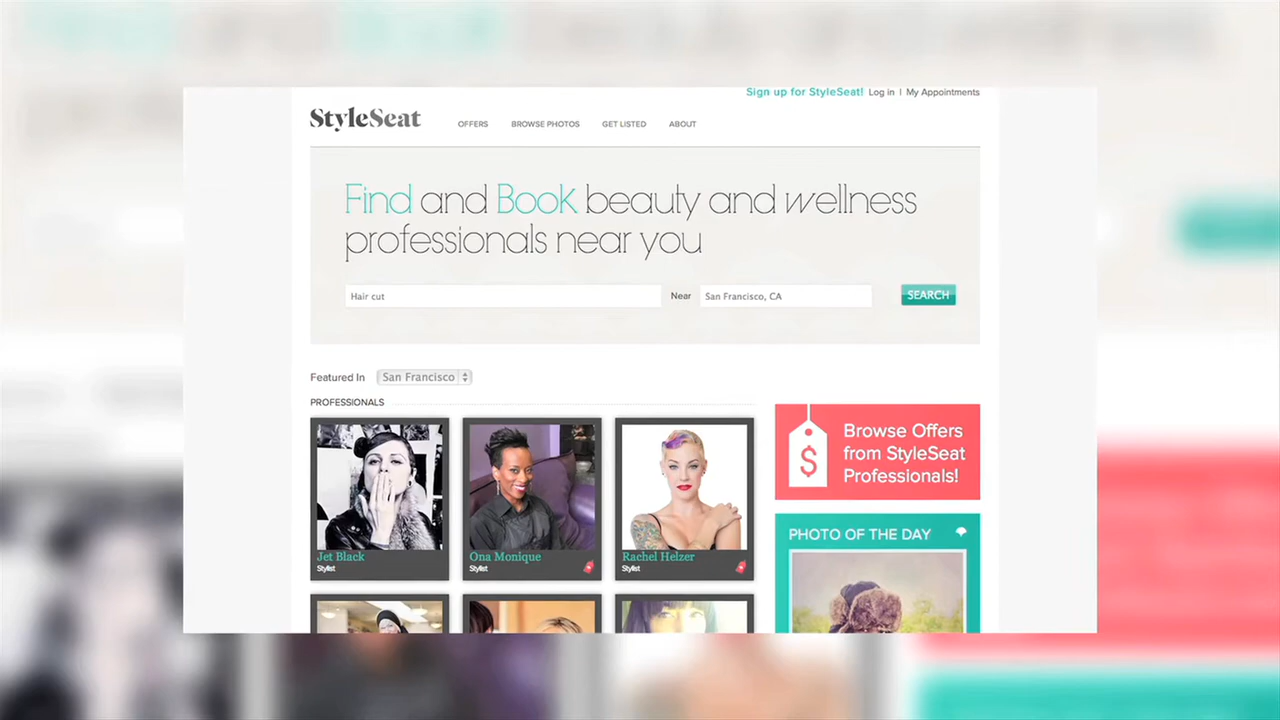 Sign up for StyleSeat! Log in | My Appointments
StyleSeat OFFERS BROWSE PHOTOS GET LISTED ABOUT
Find and Book beauty and wellness
professionals near you
Hair cut Near San Francisco, CA SEARCH
Featured In San Francisco
PROFESSIONALS
Browse Offers
from StyleSeat
Professionals!
$
Jet Black
Stylist
Ona Monique
Stylist
Rachel Helzer
Stylist
PHOTO OF THE DAY